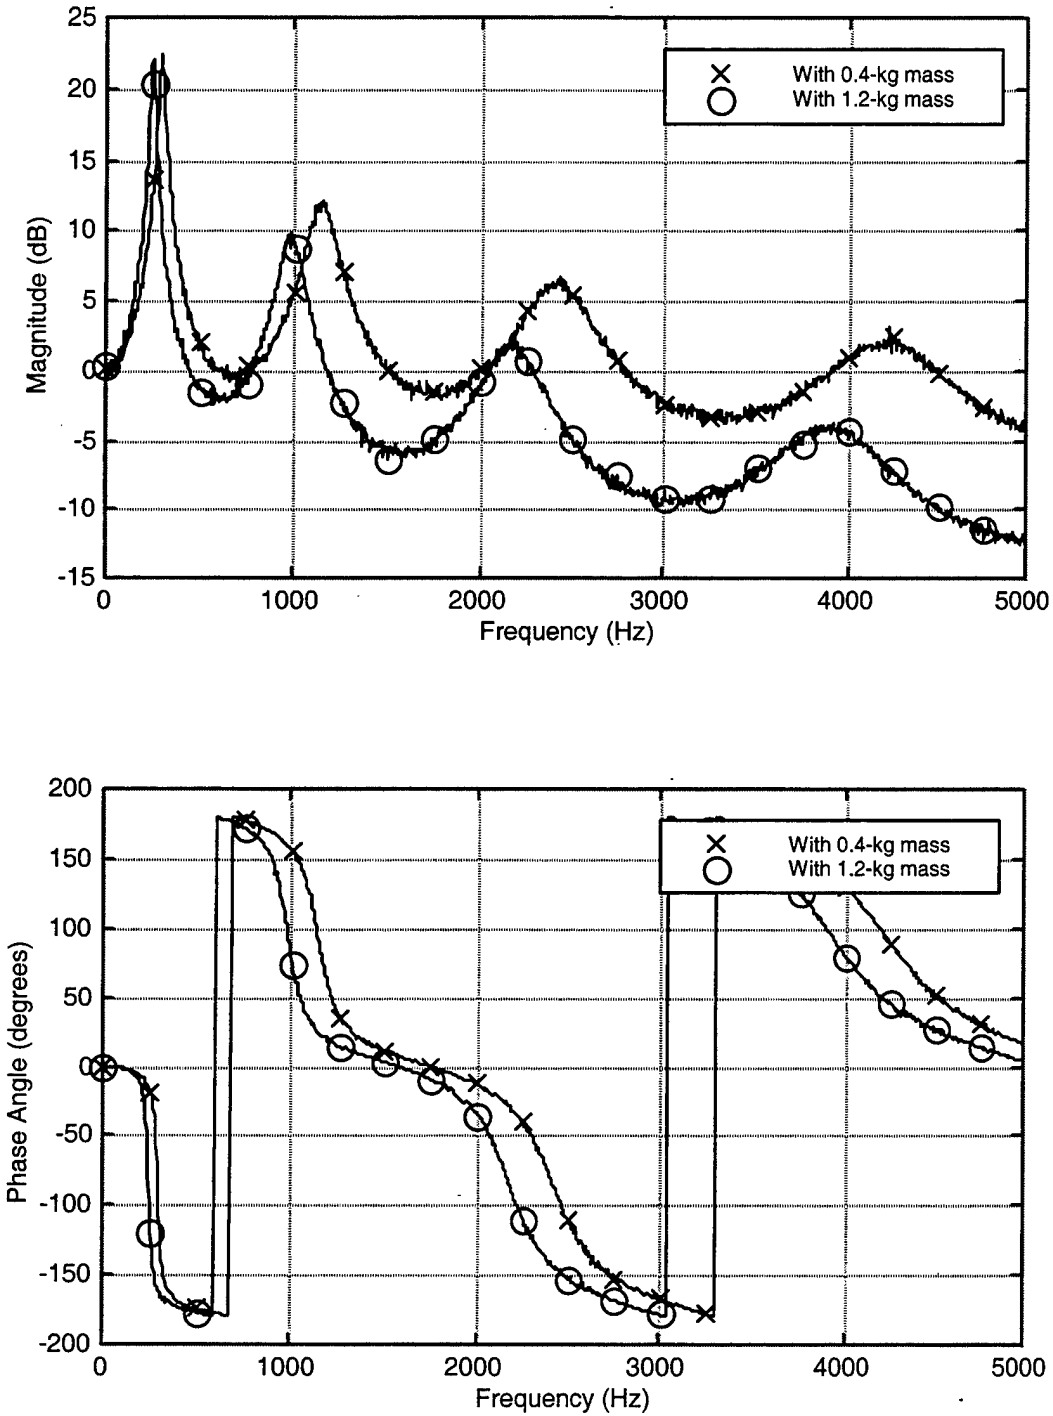 25
20
15
10
5
0
-5
-10
-15
Magnitude (dB)
With 0.4-kg mass
With 1.2-kg mass
0 1000 2000 3000 4000 5000
Frequency (Hz)
200
150
100
50
0
-50
-100
-150
-200
Phase Angle (degrees)
With 0.4-kg mass
With 1.2-kg mass
0 1000 2000 3000 4000 5000
Frequency (Hz)